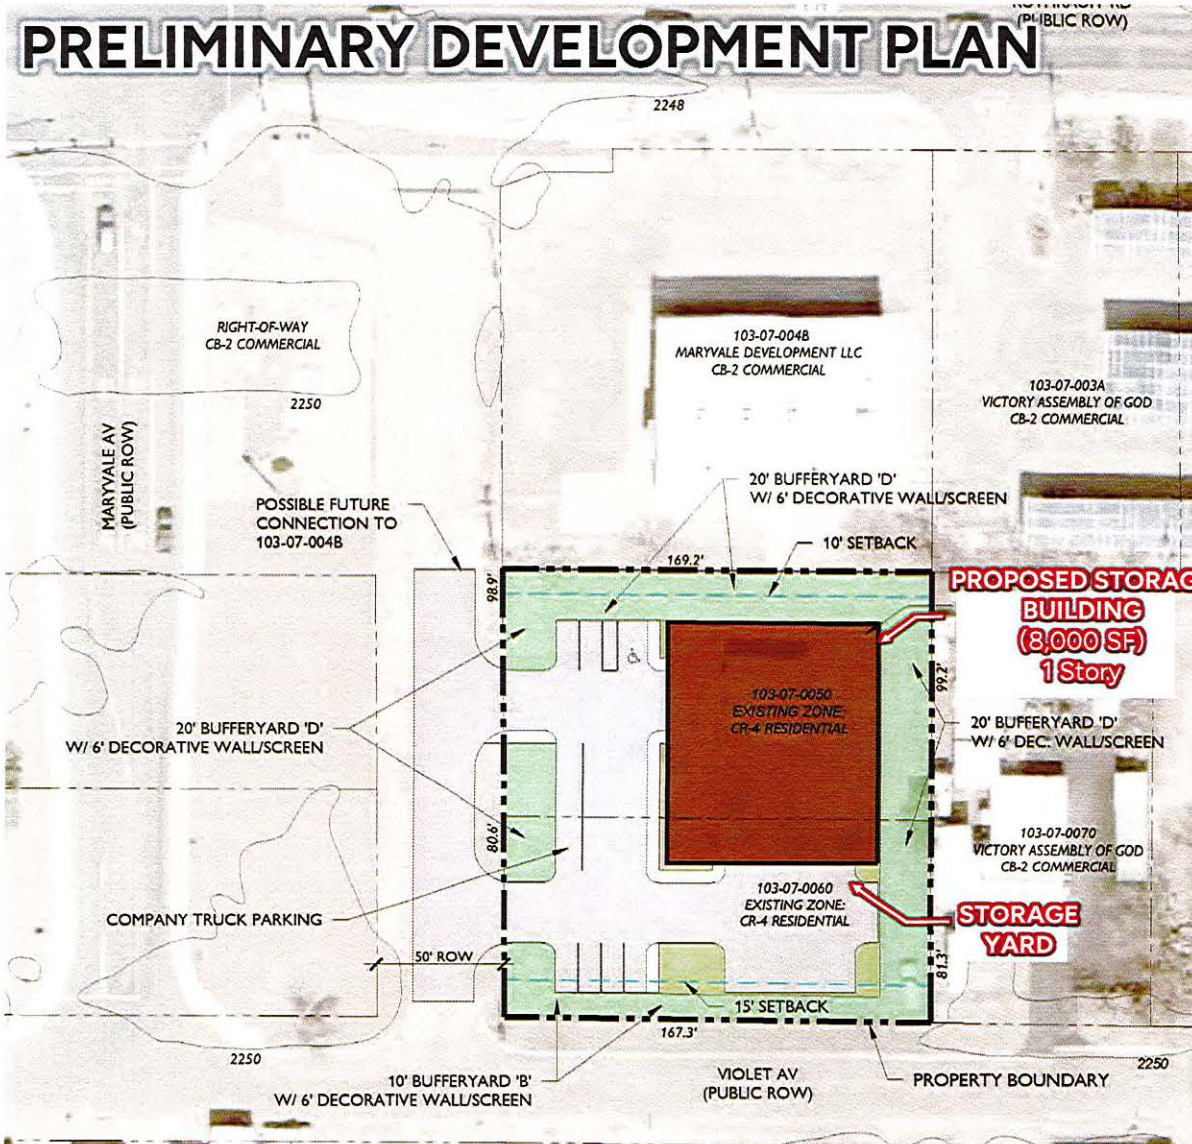 (PUBLIC ROW)
PRELIMINARY DEVELOPMENT PLAN
2248
RIGHT-OF-WAY
CB-2 COMMERCIAL
2250
103-07-004B
MARYVALE DEVELOPMENT LLC
CB-2 COMMERCIAL
103-07-003A
VICTORY ASSEMBLY OF GOD
CB-2 COMMERCIAL
MARYVALE AV
(PUBLIC ROW)
POSSIBLE FUTURE
CONNECTION TO
103-07-004B
20' BUFFERYARD 'D'
W/ 6' DECORATIVE WALL/SCREEN
10' SETBACK
169.2'
98.9'
PROPOSED STORAG
BUILDING
(8,000 SF)
1 Story
99.2'
103-07-0050
EXISTING ZONE:
CR-4 RESIDENTIAL
20' BUFFERYARD 'D'
W/ 6' DECORATIVE WALL/SCREEN
20' BUFFERYARD 'D'
W/ 6' DEC. WALL/SCREEN
80.6'
103-07-0070
VICTORY ASSEMBLY OF GOD
CB-2 COMMERCIAL
103-07-0060
EXISTING ZONE:
CR-4 RESIDENTIAL
COMPANY TRUCK PARKING
STORAGE
YARD
50' ROW
81.3'
15' SETBACK
167.3'
2250
2250
10' BUFFERYARD 'B'
W/ 6' DECORATIVE WALL/SCREEN
VIOLET AV
(PUBLIC ROW)
PROPERTY BOUNDARY